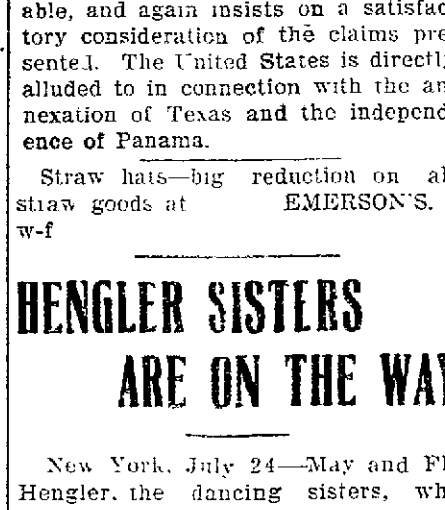 able, and again insists on a satisfac
tory consideration of the claims pre
sented. The United States is directl
alluded to in connection with the an
nexation of Texas and the independ
ence of Panama.
Straw hats—big reduction on al
straw goods at EMERSON'S.
w-f
HENGLER SISTERS
ARE ON THE WAY
New York, July 24—May and Fl
Hengler, the dancing sisters, wh